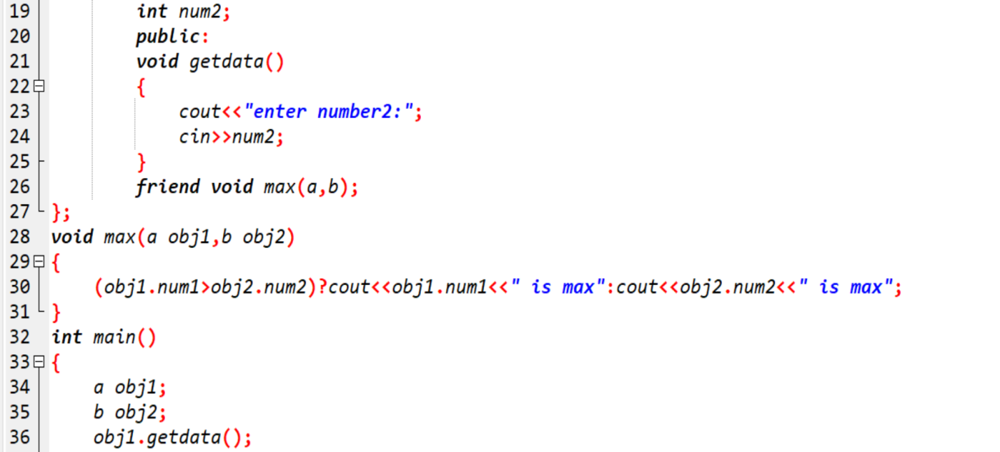 19 int num2;
20 public:
21 void getdata()
22 {
23 cout<<"enter number2:";
24 cin>>num2;
25 }
26 friend void max(a,b);
27 };
28 void max(a obj1,b obj2)
29 {
30 (obj1.num1>obj2.num2)?cout<<obj1.num1<<" is max":cout<<obj2.num2<<" is max";
31 }
32 int main()
33 {
34 a obj1;
35 b obj2;
36 obj1.getdata();